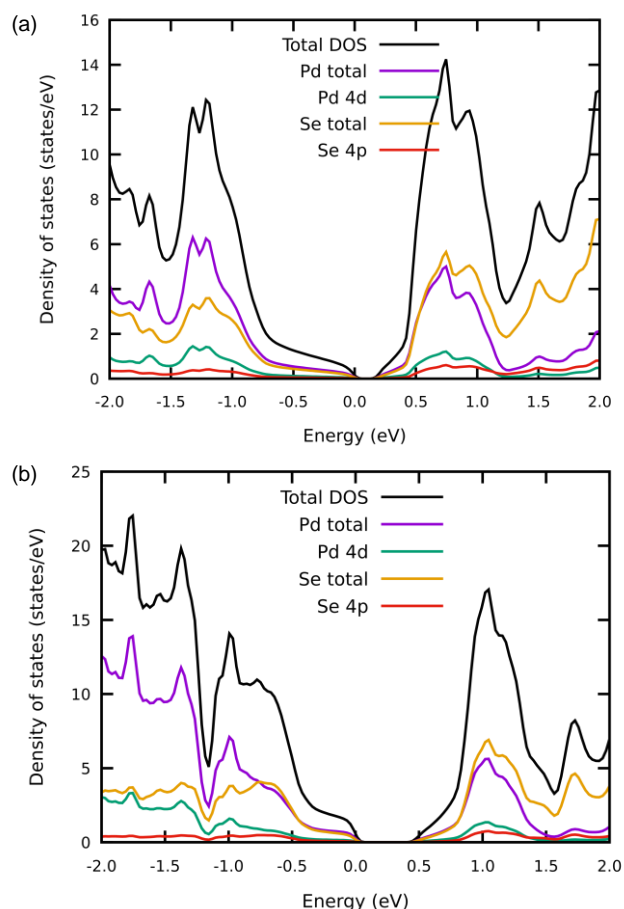 (a)
Density of states (states/eV)
16
14
12
10
8
6
4
2
0
Total DOS
Pd total
Pd 4d
Se total
Se 4p
-2.0 -1.5 -1.0 -0.5 0.0 0.5 1.0 1.5 2.0
Energy (eV)
(b)
Density of states (states/eV)
25
20
15
10
5
0
Total DOS
Pd total
Pd 4d
Se total
Se 4p
-2.0 -1.5 -1.0 -0.5 0.0 0.5 1.0 1.5 2.0
Energy (eV)